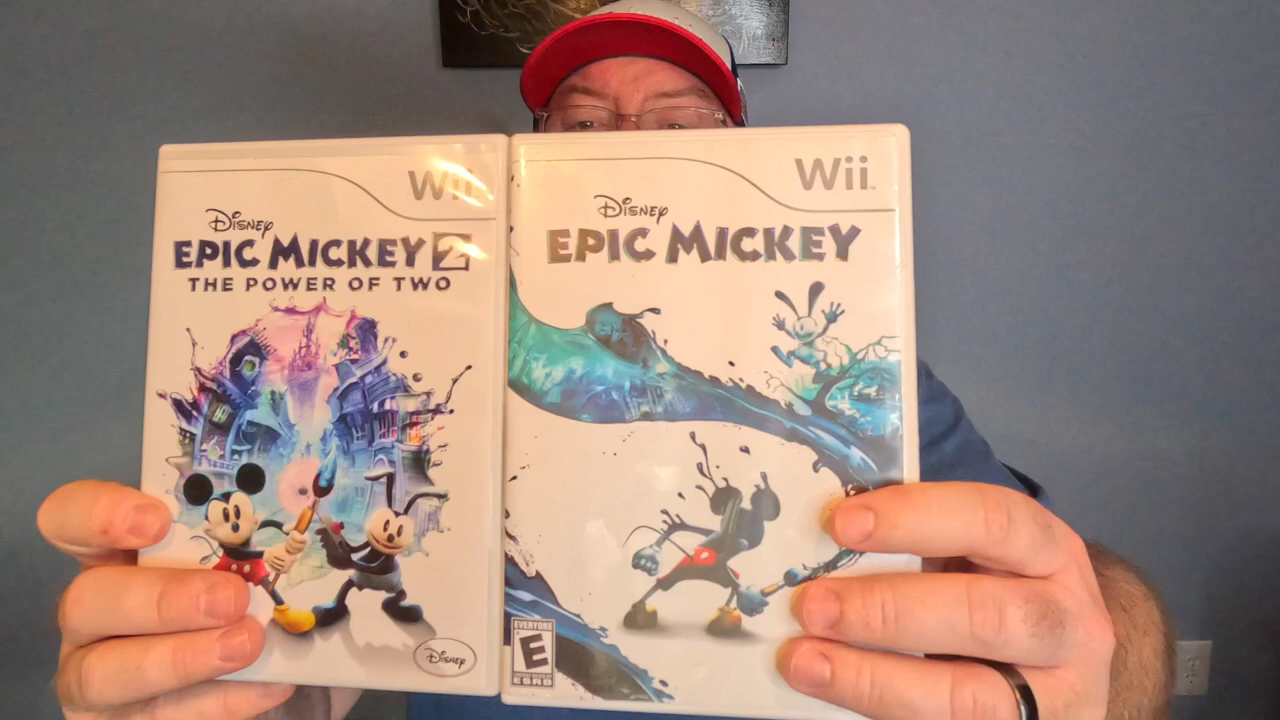 Wii
DISNEY
EPIC MICKEY 2
THE POWER OF TWO
Disney
Wii
DISNEY
EPIC MICKEY
EVERYONE
E
ESRB